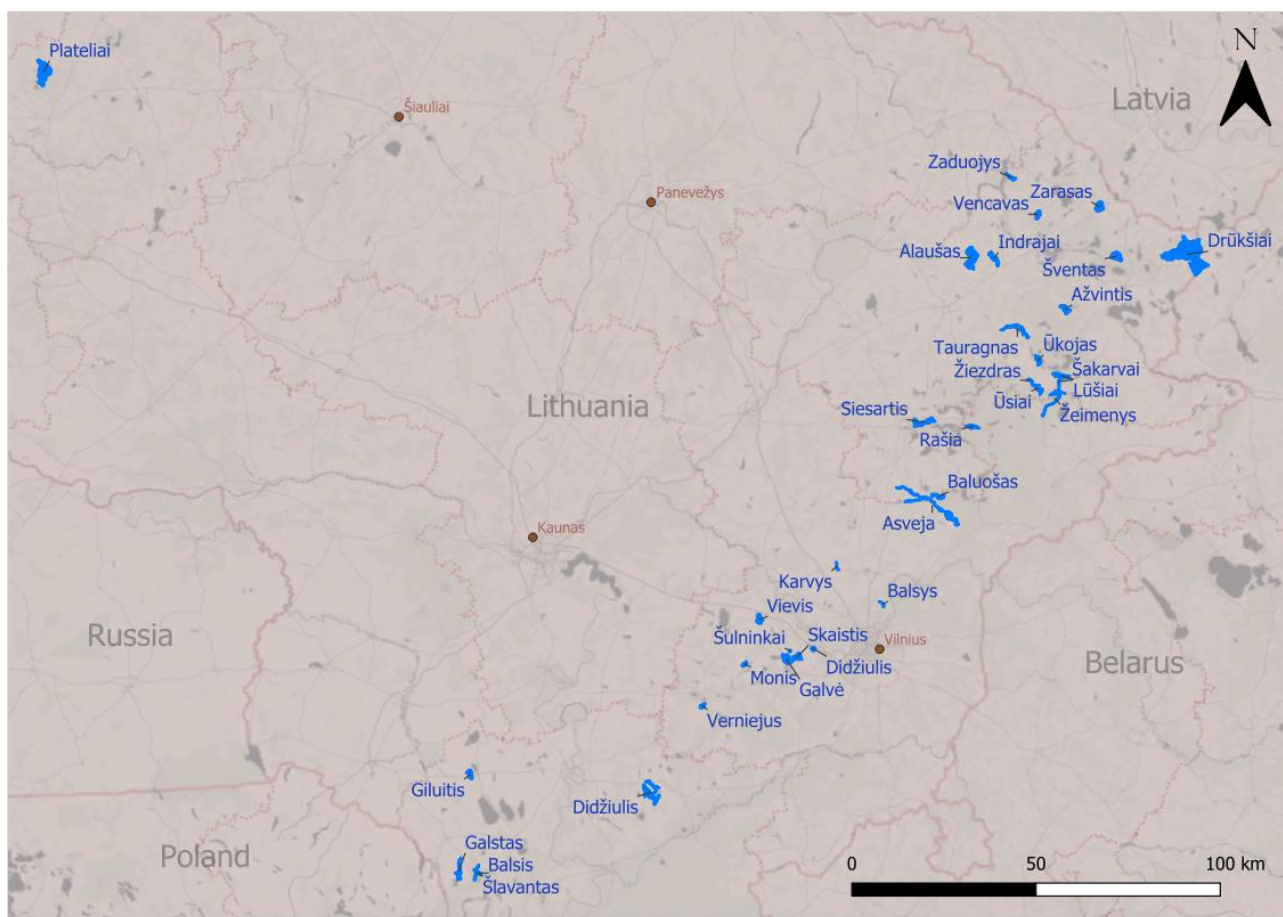 Plateliai
N
Latvia
Šiauliai
Zaduojys
Panevėžys
Zarasas
Vencavas
Drūkšiai
Indrajai
Alaušas
Šventas
Ažvintis
Tauragnas
Ūkojas
Šakarvai
Žiezdras
Lūšiai
Ūsiai
Lithuania
Siesartis
Žeimenys
Rašia
Baluošas
Asveja
Kaunas
Karvys
Balsys
Vievis
Russia
Šulninkai
Skaistis
Vilnius
Didžiulis
Belarus
Monis
Galvė
Verniejus
Giluitis
Didžiulis
Galstas
Poland
Balsis
Šlavantas
0 50 100 km